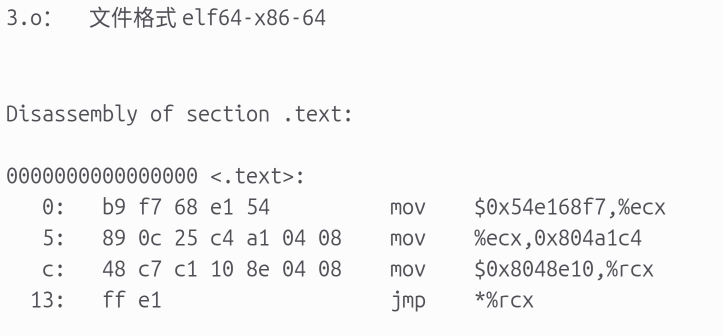 3.o：   文件格式 elf64-x86-64
Disassembly of section .text:
0000000000000000 <.text>:
   0:   b9 f7 68 e1 54          mov    $0x54e168f7,%ecx
   5:   89 0c 25 c4 a1 04 08    mov    %ecx,0x804a1c4
   c:   48 c7 c1 10 8e 04 08    mov    $0x8048e10,%rcx
  13:   ff e1                   jmp    *%rcx